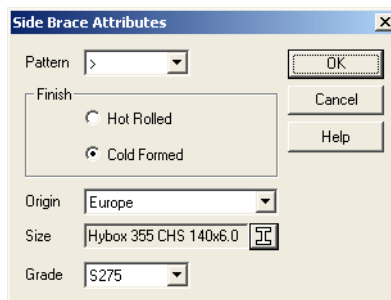 Side Brace Attributes
Pattern >
OK
Finish
Hot Rolled
Cold Formed
Cancel
Help
Origin Europe
Size Hybox 355 CHS 140x6.0
Grade S275